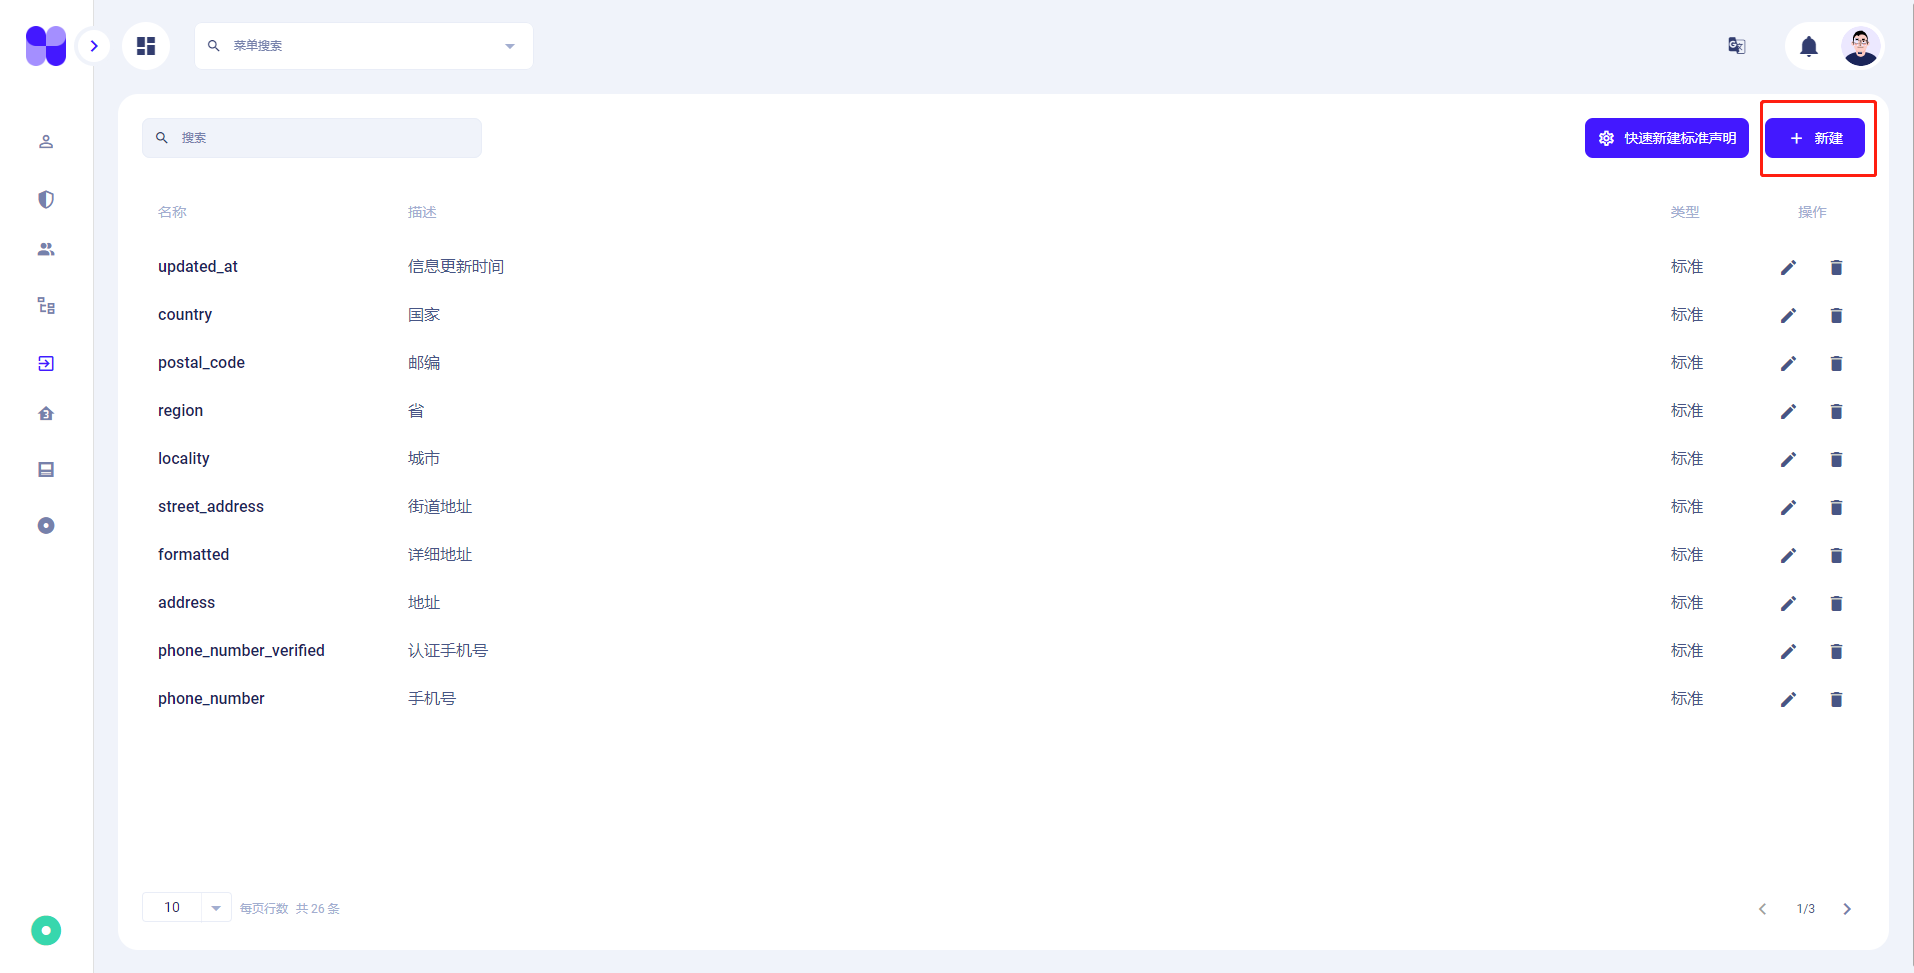 菜单搜索
搜索
快速新建标准声明
新建
名称 描述 类型 操作
updated_at 信息更新时间 标准
country 国家 标准
postal_code 邮编 标准
region 省 标准
locality 城市 标准
street_address 街道地址 标准
formatted 详细地址 标准
address 地址 标准
phone_number_verified 认证手机号 标准
phone_number 手机号 标准
10 每页行数 共 26 条 1/3